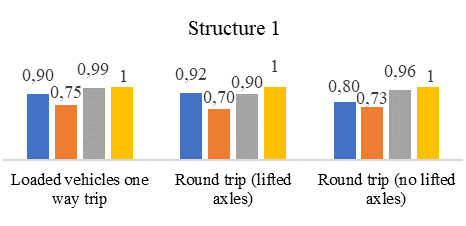 Structure 1
0,90 0,75 0,99 1
0,92 0,70 0,90 1
0,80 0,73 0,96 1
Loaded vehicles one
way trip
Round trip (lifted
axles)
Round trip (no lifted
axles)